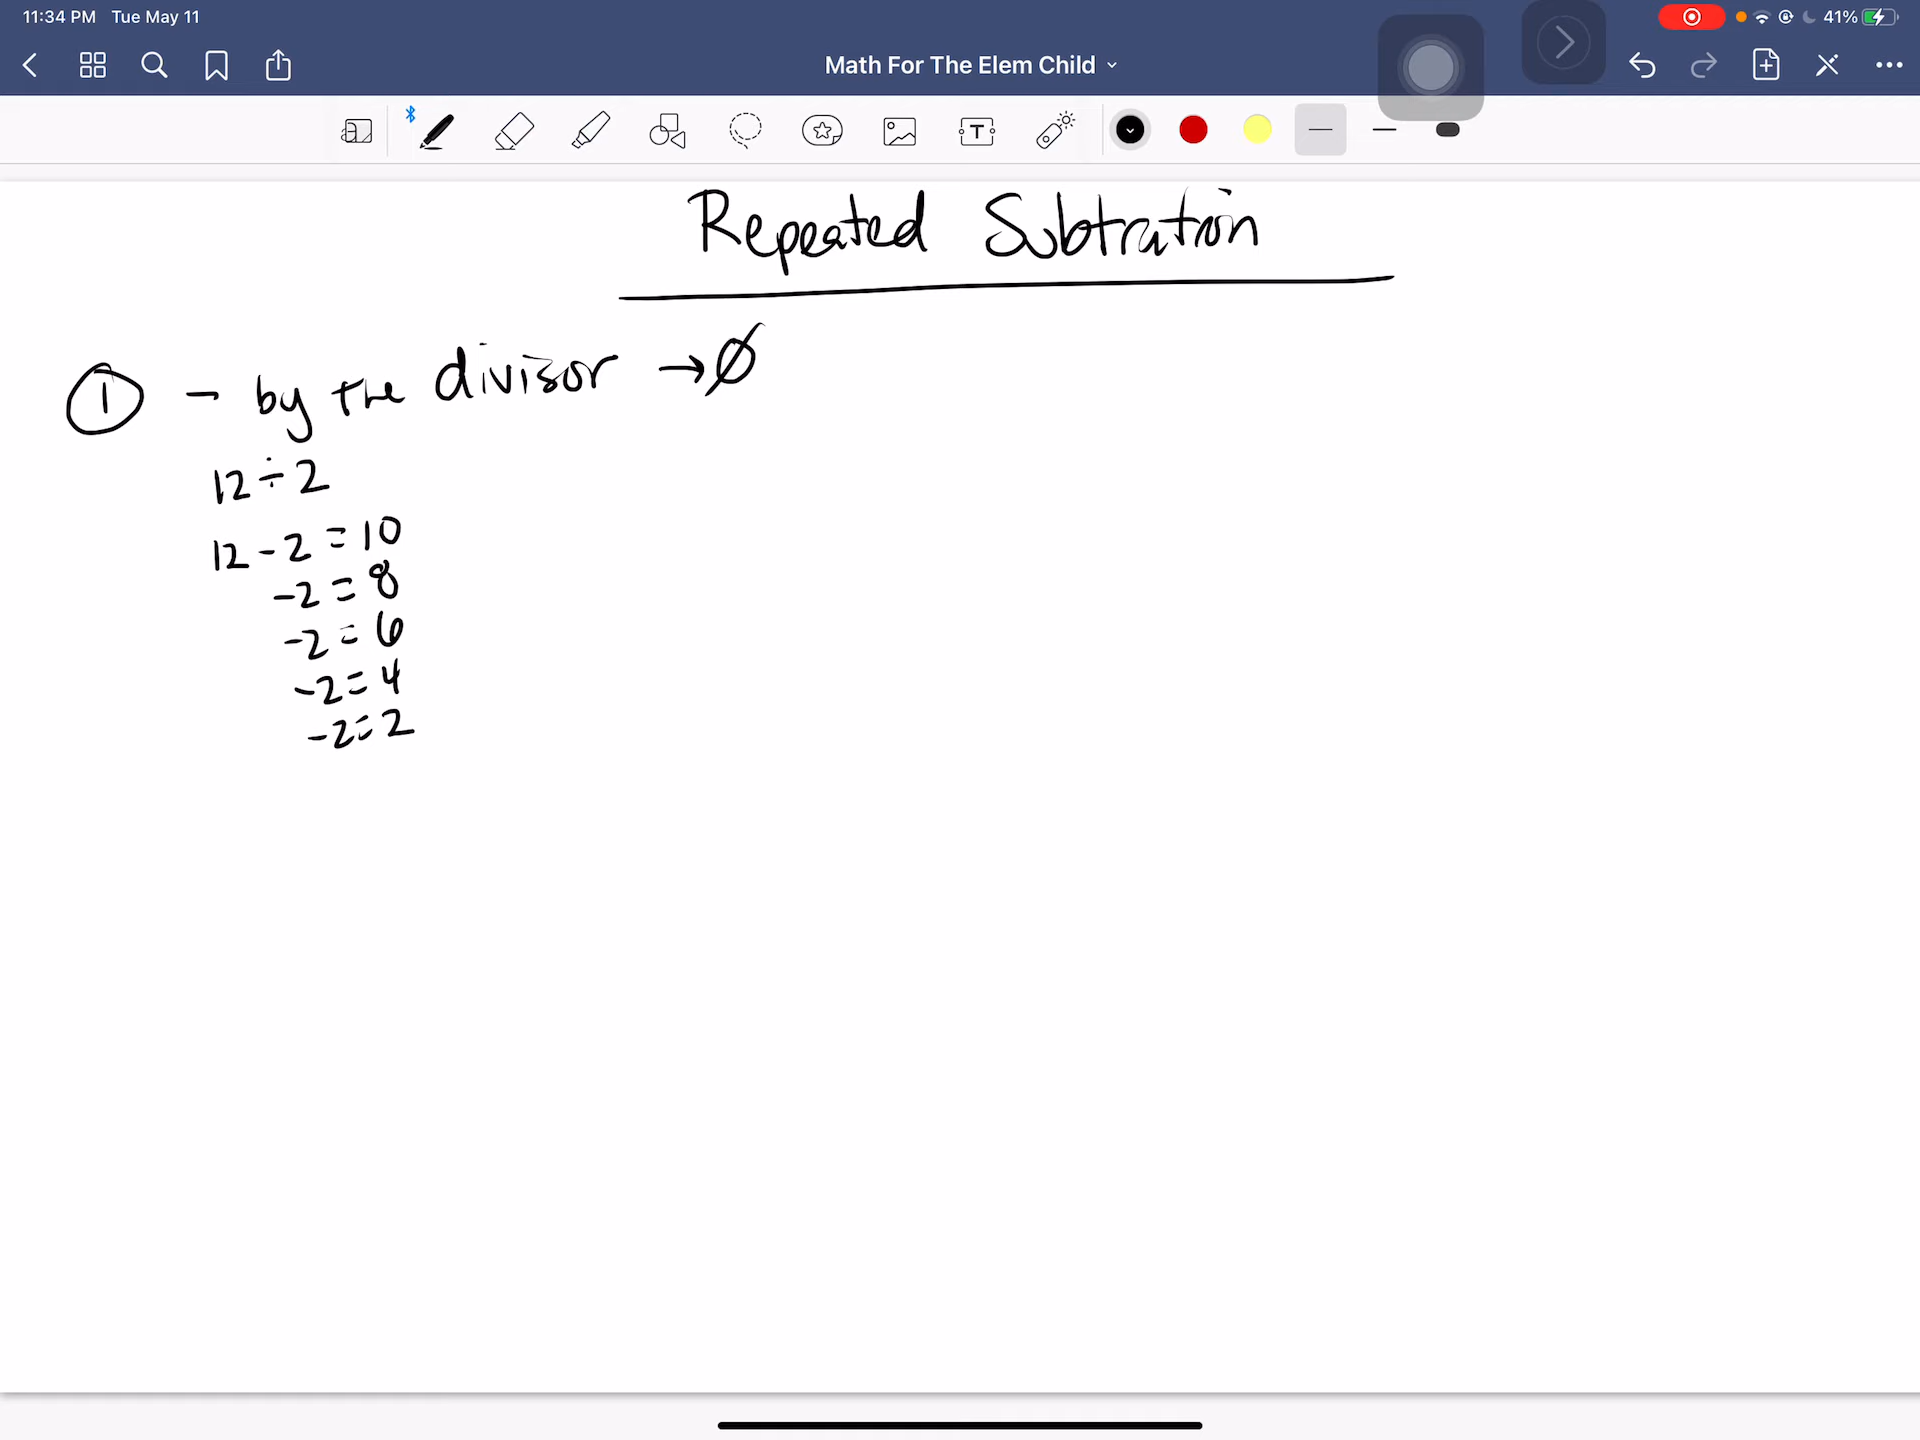 11:34 PM Tue May 11
41%
Math For The Elem Child
Repeated Subtration
① - by the divisor → Ø
12 ÷ 2
12 - 2 = 10
-2 = 8
-2 = 6
-2 = 4
-2 = 2